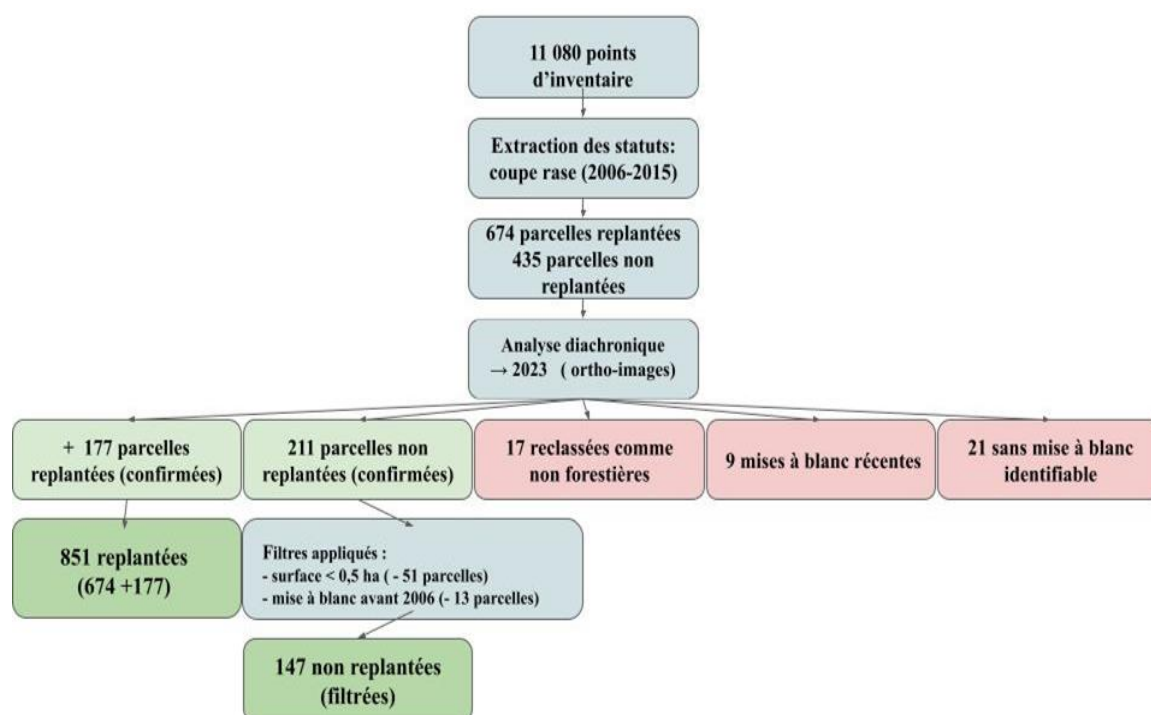 11 080 points
d’inventaire
Extraction des statuts:
coupe rase (2006-2015)
674 parcelles replantées
435 parcelles non
replantées
Analyse diachronique
→ 2023 ( ortho-images)
+ 177 parcelles
replantées (confirmées)
211 parcelles non
replantées (confirmées)
17 reclassées comme
non forestières
9 mises à blanc récentes
21 sans mise à blanc
identifiable
851 replantées
(674 +177)
Filtres appliqués :
- surface < 0,5 ha ( - 51 parcelles)
- mise à blanc avant 2006 (- 13 parcelles)
147 non replantées
(filtrées)